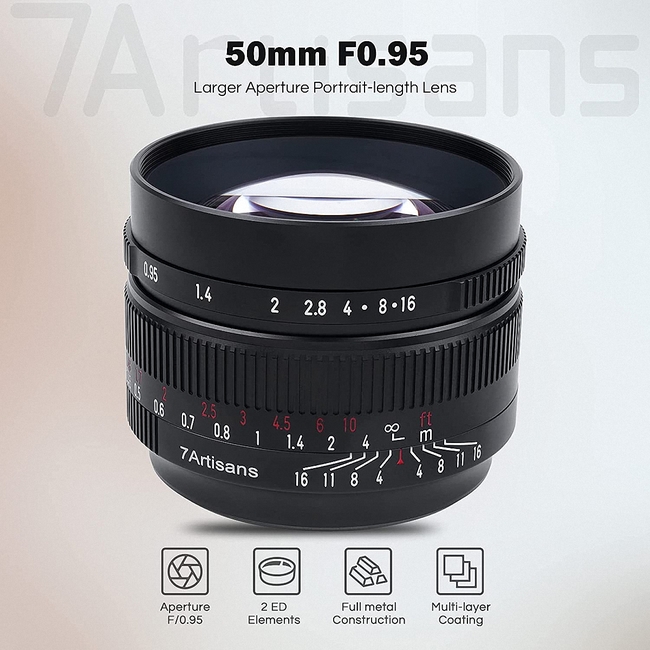 7Artisans
50mm F0.95
Larger Aperture Portrait-length Lens
0.95 1.4 2 2.8 4 • 8 • 16
2 2.5 3 4.5 6 10 ft
0.5 0.6 0.7 0.8 1 1.4 2 4 ∞ m
7Artisans
16 11 8 4 4 8 11 16
Aperture
F/0.95
2 ED
Elements
Full metal
Construction
Multi-layer
Coating